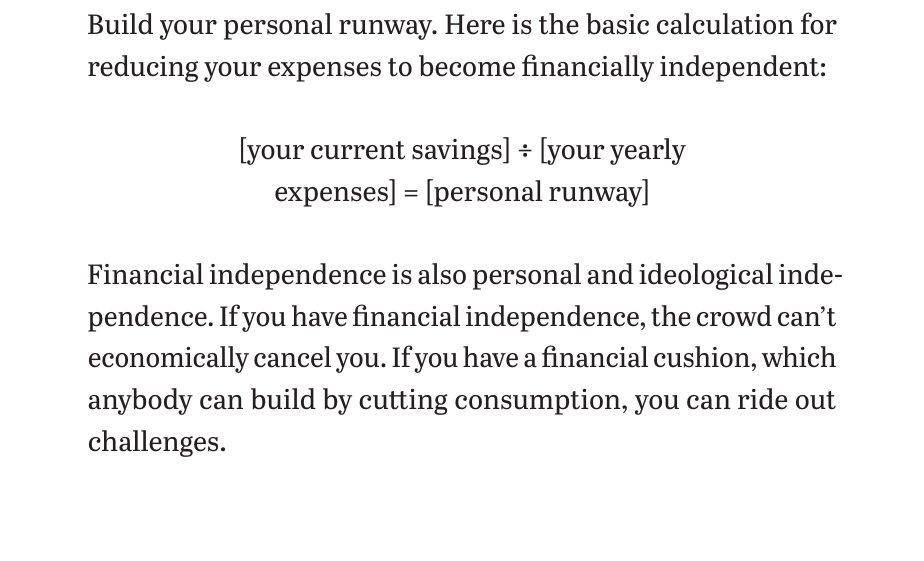 Build your personal runway. Here is the basic calculation for
reducing your expenses to become financially independent:
[your current savings] ÷ [your yearly
expenses] = [personal runway]
Financial independence is also personal and ideological inde-
pendence. If you have financial independence, the crowd can’t
economically cancel you. If you have a financial cushion, which
anybody can build by cutting consumption, you can ride out
challenges.